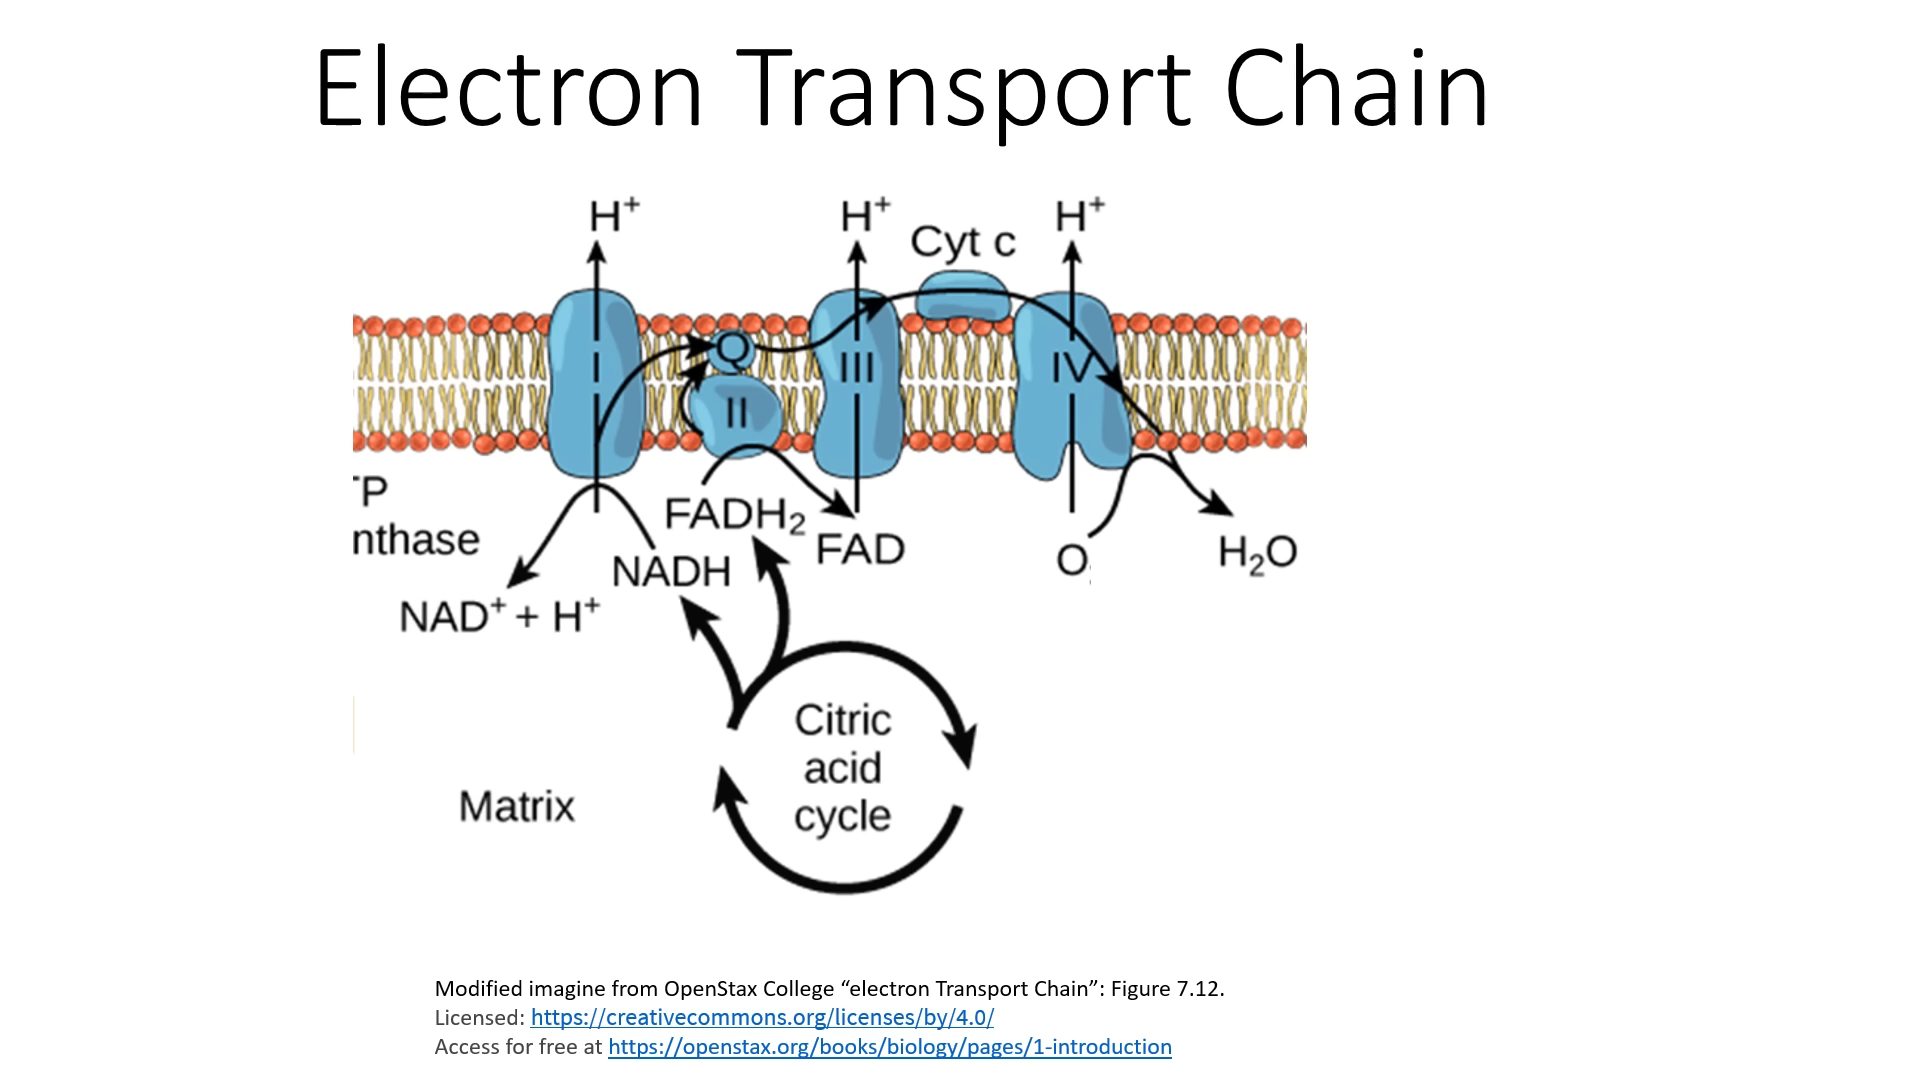 Electron Transport Chain
H⁺ H⁺ H⁺
Cyt c
Q
I III IV
II
TP
nthase
FADH₂
FAD
NADH
O
H₂O
NAD⁺ + H⁺
Citric
acid
cycle
Matrix
Modified imagine from OpenStax College “electron Transport Chain”: Figure 7.12.
Licensed: https://creativecommons.org/licenses/by/4.0/
Access for free at https://openstax.org/books/biology/pages/1-introduction